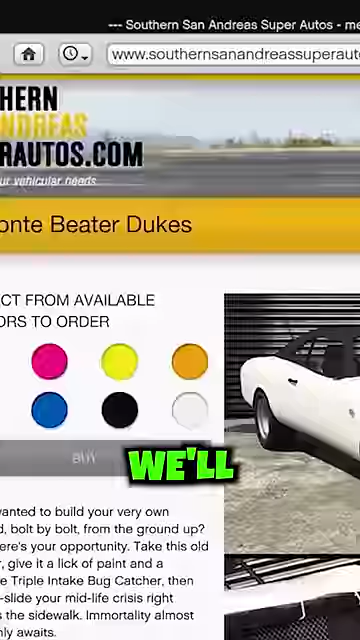 --- Southern San Andreas Super Autos - me
www.southernsanandreassuperauto
HERN
NDREAS
RAUTOS.COM
ur vehicular needs
onte Beater Dukes
CT FROM AVAILABLE
ORS TO ORDER
BUY
WE'LL
anted to build your very own
d, bolt by bolt, from the ground up?
ere's your opportunity. Take this old
r, give it a lick of paint and a
e Triple Intake Bug Catcher, then
-slide your mid-life crisis right
s the sidewalk. Immortality almost
nly awaits.